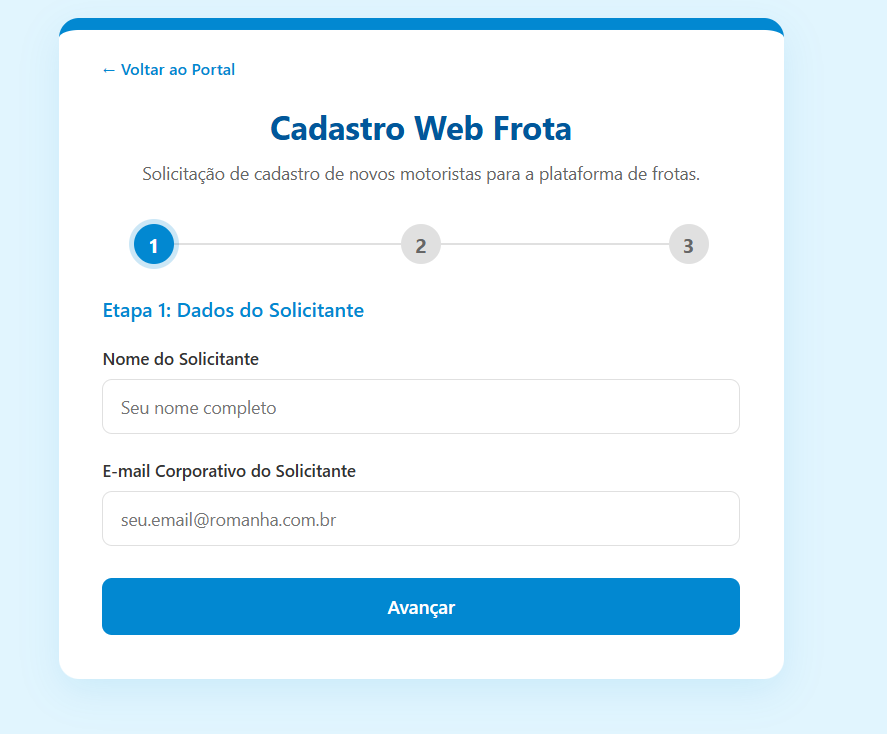 ← Voltar ao Portal
Cadastro Web Frota
Solicitação de cadastro de novos motoristas para a plataforma de frotas.
1 2 3
Etapa 1: Dados do Solicitante
Nome do Solicitante
Seu nome completo
E-mail Corporativo do Solicitante
seu.email@romanha.com.br
Avançar